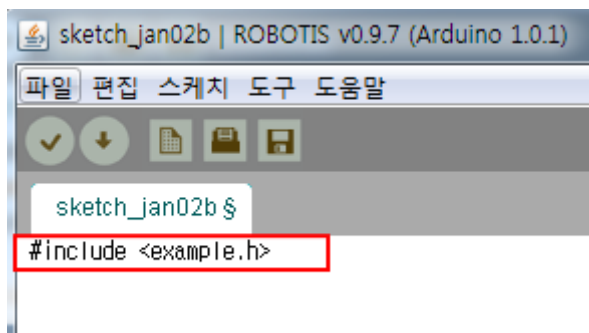 sketch_jan02b | ROBOTIS v0.9.7 (Arduino 1.0.1)
파일 편집 스케치 도구 도움말
sketch_jan02b §
#include <example.h>